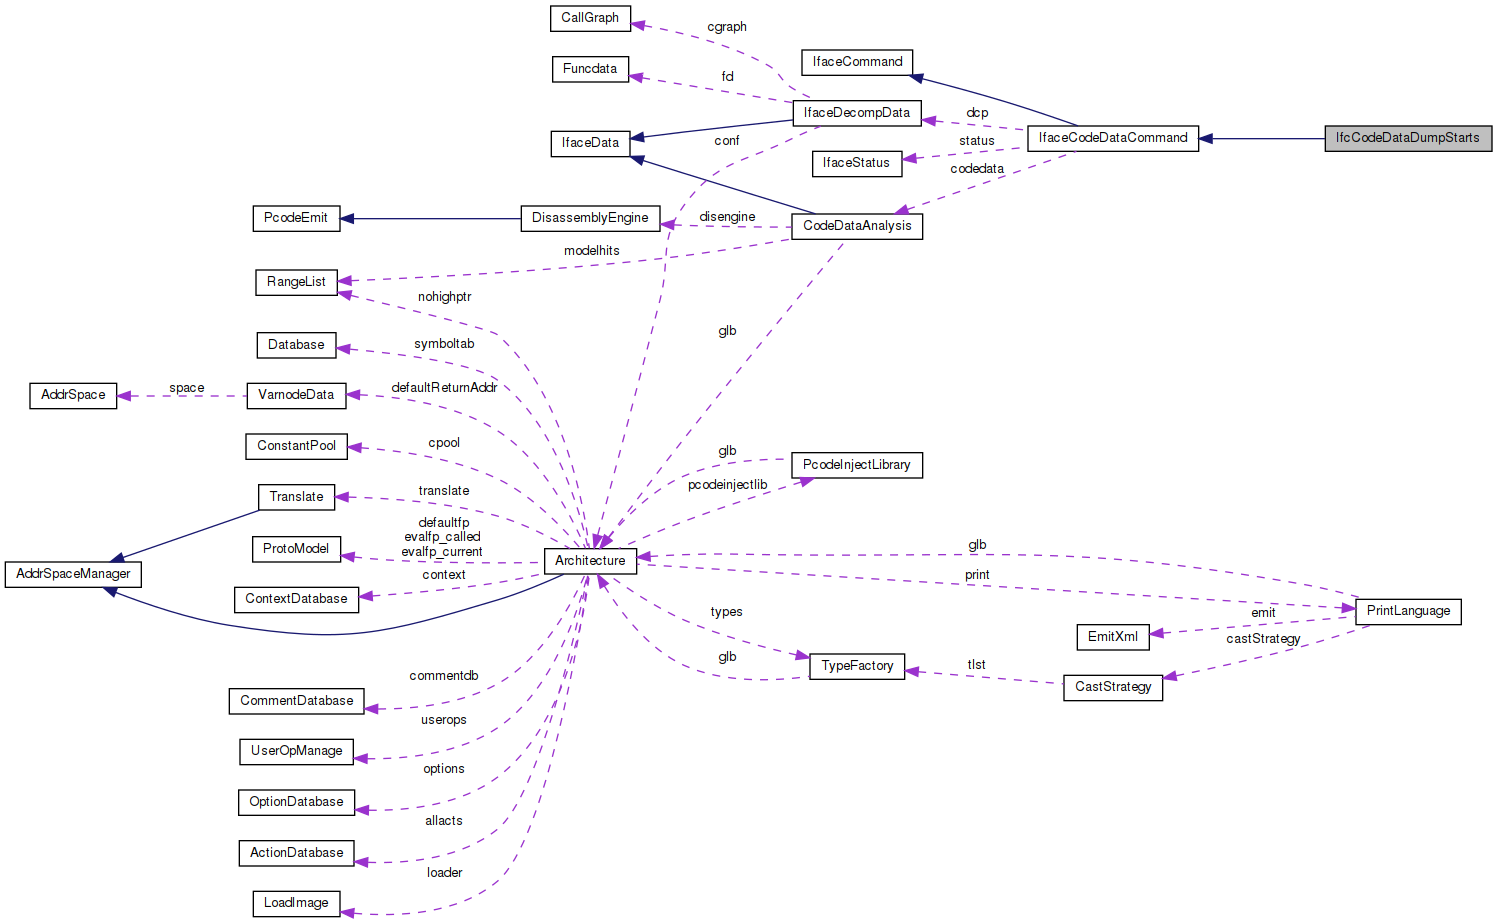 CallGraph
cgraph
IfaceCommand
Funcdata
fd
IfaceDecompData
dcp
IfaceCodeDataCommand
IfcCodeDataDumpStarts
IfaceData
conf
status
IfaceStatus
codedata
PcodeEmit
DisassemblyEngine
disengine
CodeDataAnalysis
modelhits
RangeList
nohighptr
glb
Database
symboltab
AddrSpace
space
VarnodeData
defaultReturnAddr
ConstantPool
cpool
glb
PcodeInjectLibrary
pcodeinjectlib
Translate
translate
defaultfp
evalfp_called
evalfp_current
ProtoModel
Architecture
glb
AddrSpaceManager
context
print
ContextDatabase
types
PrintLanguage
emit
EmitXml
castStrategy
glb
TypeFactory
tlst
CastStrategy
commentdb
CommentDatabase
userops
UserOpManage
options
OptionDatabase
allacts
ActionDatabase
loader
LoadImage